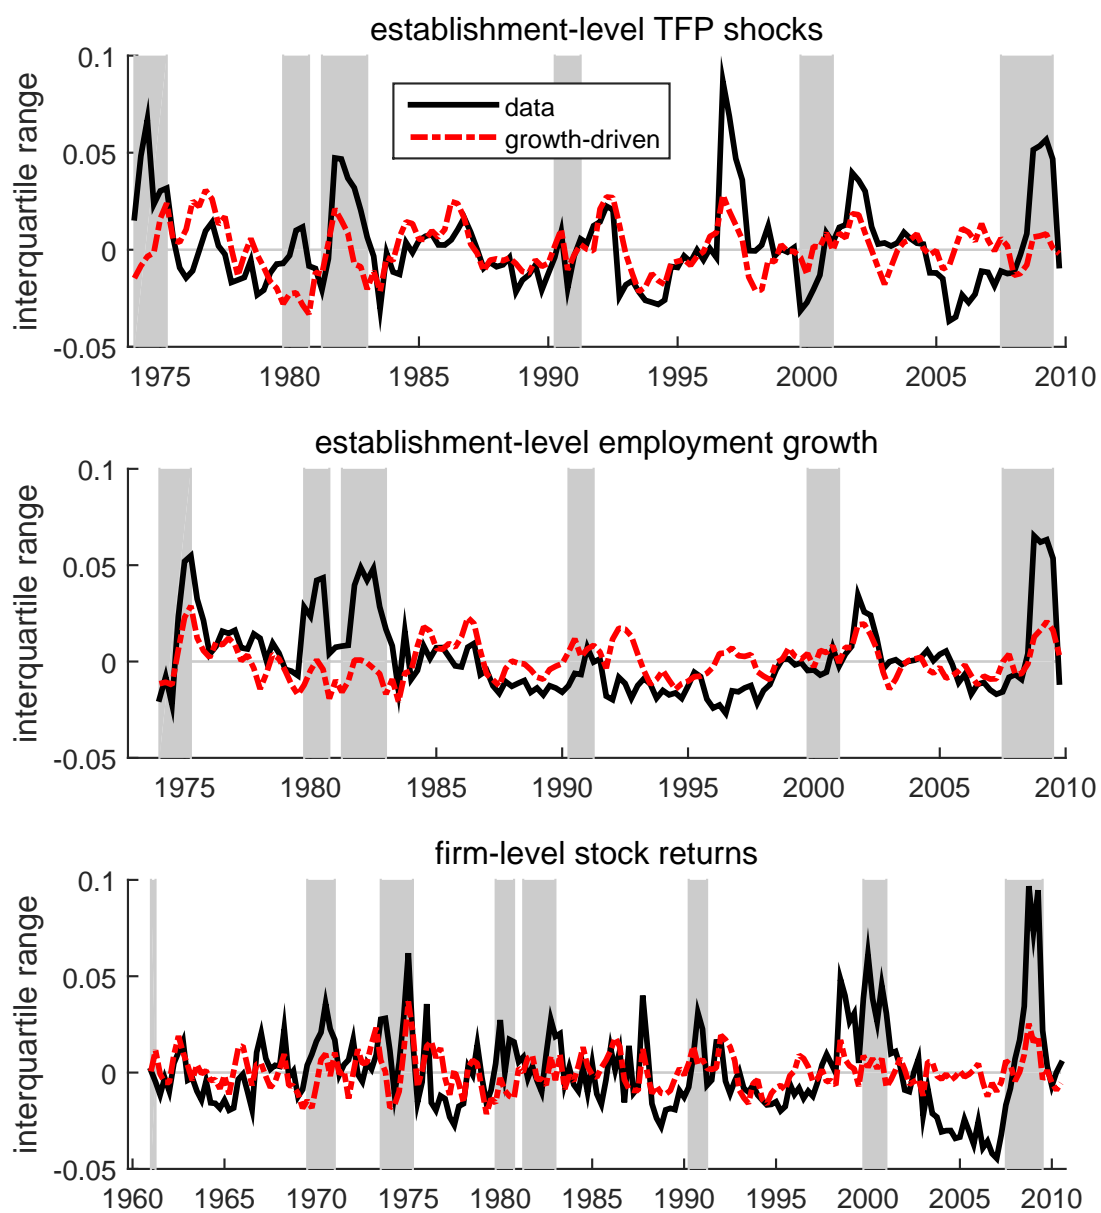 establishment-level TFP shocks
interquartile range
0.1
0.05
0
-0.05
data
growth-driven
1975 1980 1985 1990 1995 2000 2005 2010
establishment-level employment growth
interquartile range
0.1
0.05
0
-0.05
1975 1980 1985 1990 1995 2000 2005 2010
firm-level stock returns
interquartile range
0.1
0.05
0
-0.05
1960 1965 1970 1975 1980 1985 1990 1995 2000 2005 2010